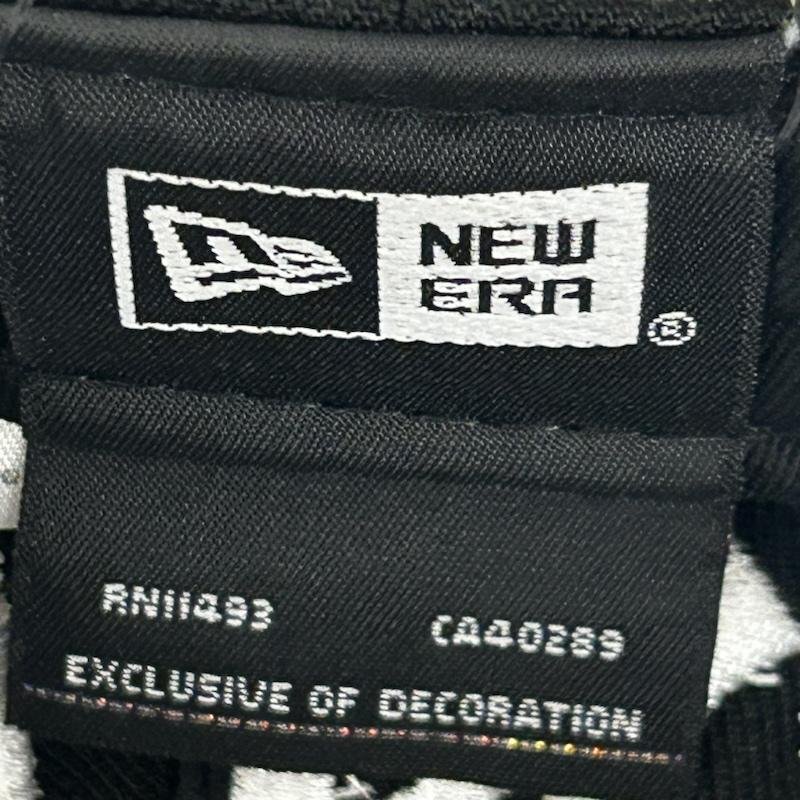 NEW
ERA
®
RN11493 CA40289
EXCLUSIVE OF DECORATION